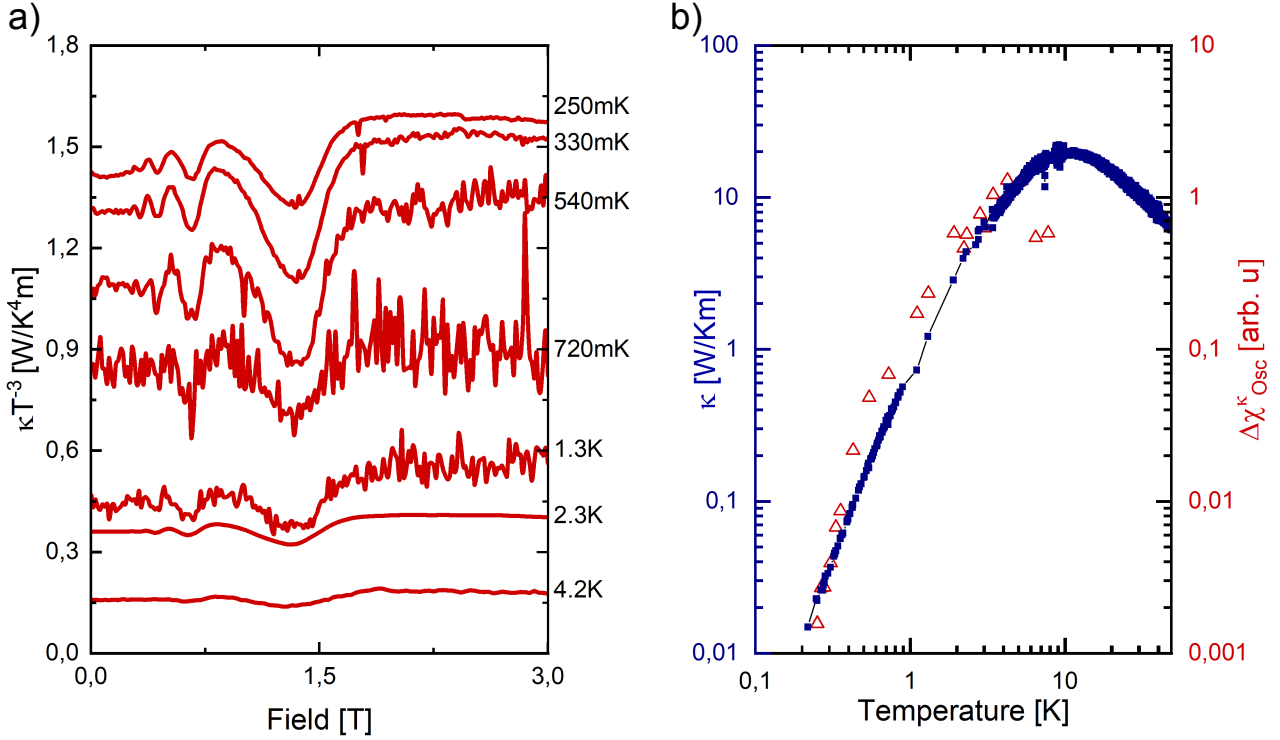 a)
κT-3 [W/K4m]
1,8
1,5
1,2
0,9
0,6
0,3
0,0
0,0
1,5
3,0
Field [T]
250mK
330mK
540mK
720mK
1.3K
2.3K
4.2K
b)
κ [W/Km]
100
10
1
0,1
0,01
0,1
1
10
Temperature [K]
10
1
0,1
0,01
0,001
ΔχκOsc [arb. u]